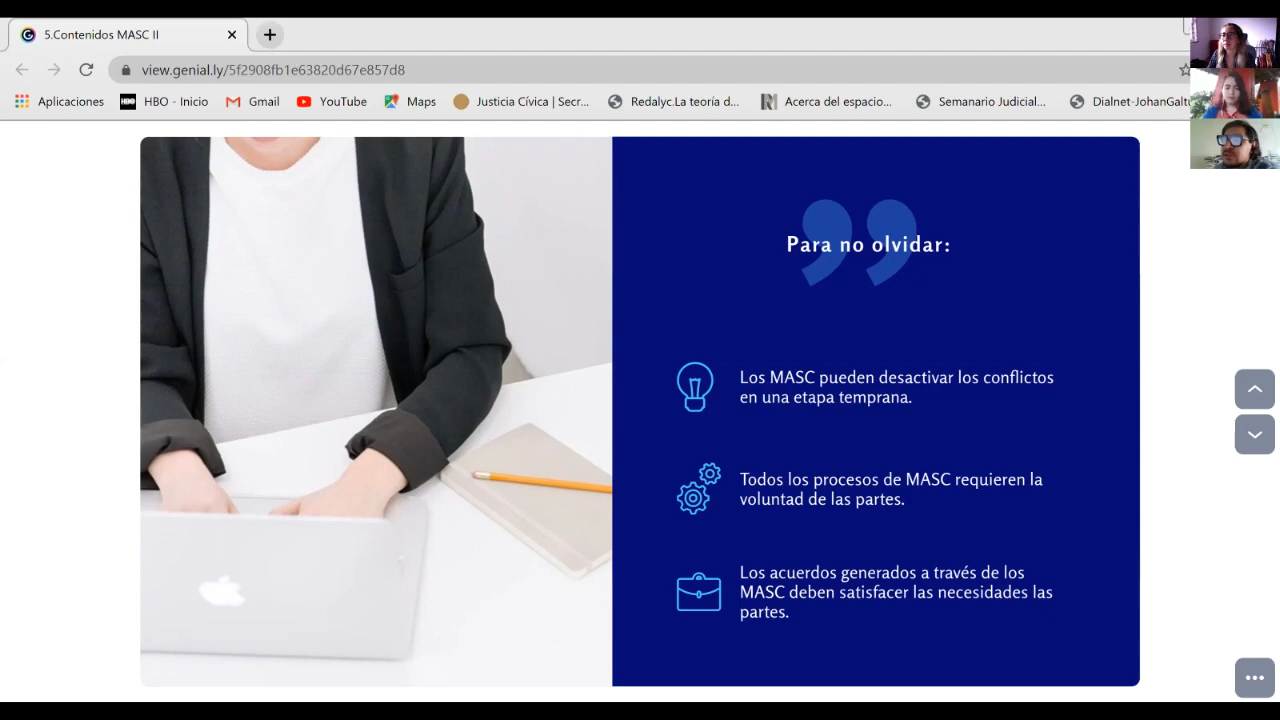 5.Contenidos MASC II
view.genial.ly/5f2908fb1e63820d67e857d8
Aplicaciones HBO - Inicio Gmail YouTube Maps Justicia Cívica | Secr... Redalyc.La teoría d... Acerca del espacio... Semanario Judicial... Dialnet-JohanGaltu
HBO
Para no olvidar:
Los MASC pueden desactivar los conflictos
en una etapa temprana.
Todos los procesos de MASC requieren la
voluntad de las partes.
Los acuerdos generados a través de los
MASC deben satisfacer las necesidades las
partes.